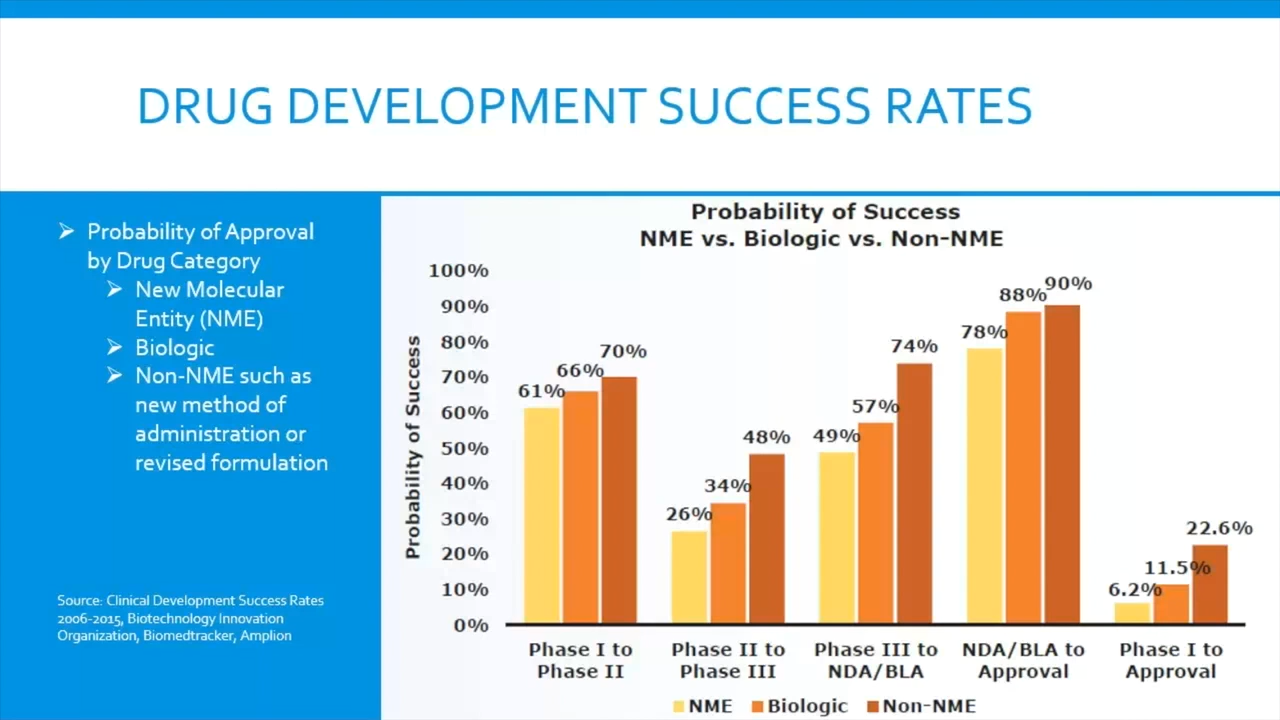 DRUG DEVELOPMENT SUCCESS RATES
Probability of Approval
by Drug Category
New Molecular
Entity (NME)
Biologic
Non-NME such as
new method of
administration or
revised formulation
Source: Clinical Development Success Rates
2006-2015, Biotechnology Innovation
Organization, Biomedtracker, Amplion
Probability of Success
NME vs. Biologic vs. Non-NME
Probability of Success
100%
90%
80%
70%
60%
50%
40%
30%
20%
10%
0%
61%
66%
70%
26%
34%
48%
49%
57%
74%
78%
88%
90%
6.2%
11.5%
22.6%
Phase I to
Phase II
Phase II to
Phase III
Phase III to
NDA/BLA
NDA/BLA to
Approval
Phase I to
Approval
NME
Biologic
Non-NME